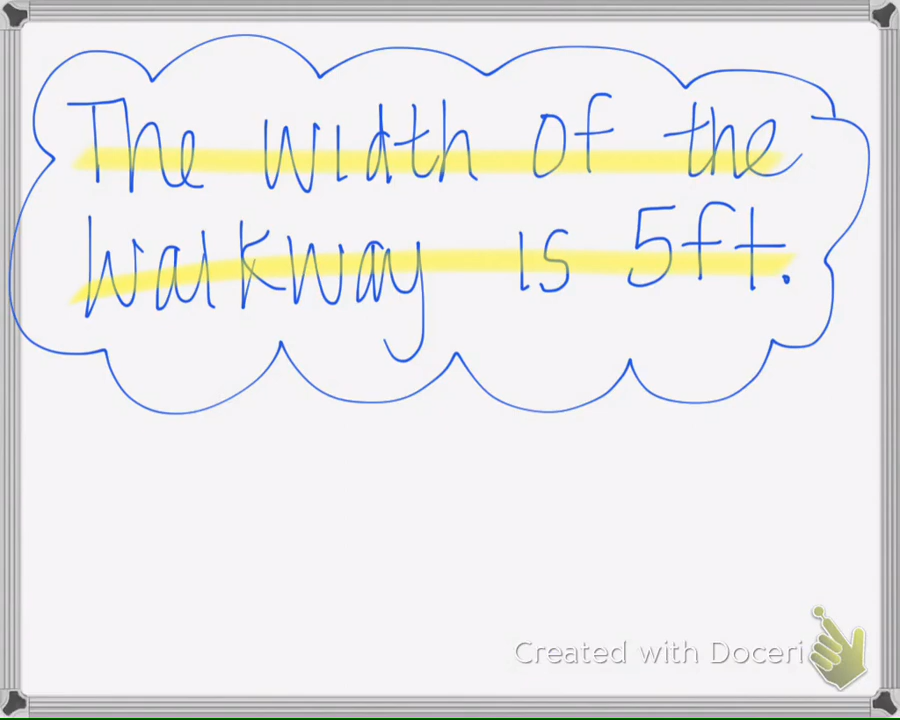 The width of the
walkway is 5ft.
Created with Doceri